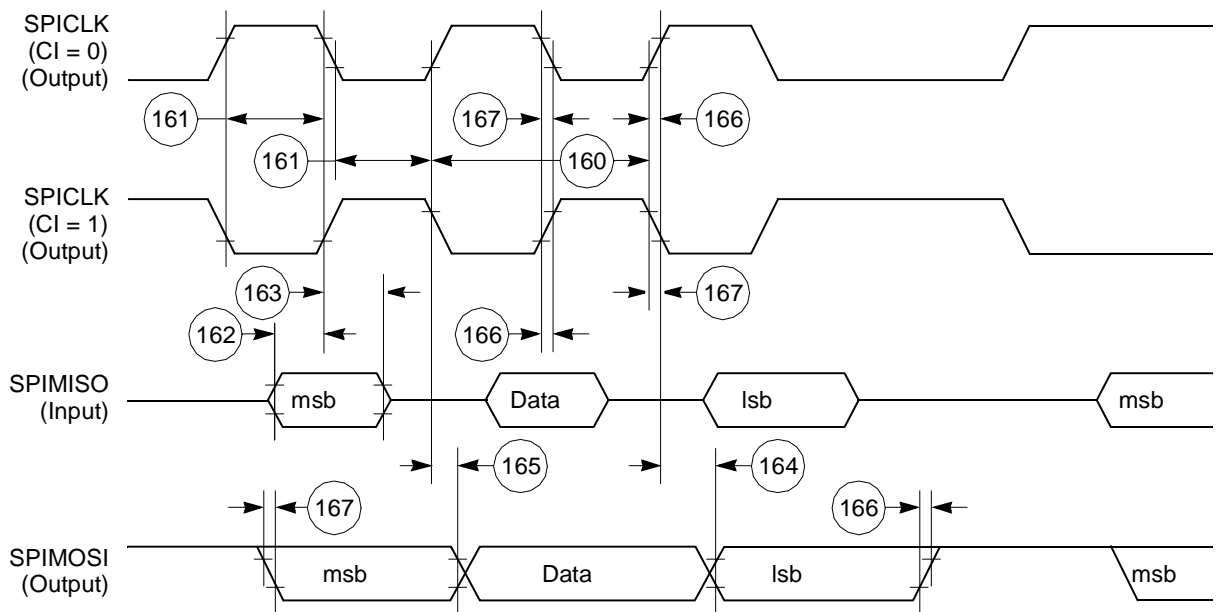 SPICLK
(CI = 0)
(Output)
161
167
166
161
160
SPICLK
(CI = 1)
(Output)
163
167
162
166
SPIMISO
(Input)
msb
Data
lsb
msb
165
164
167
166
SPIMOSI
(Output)
msb
Data
lsb
msb